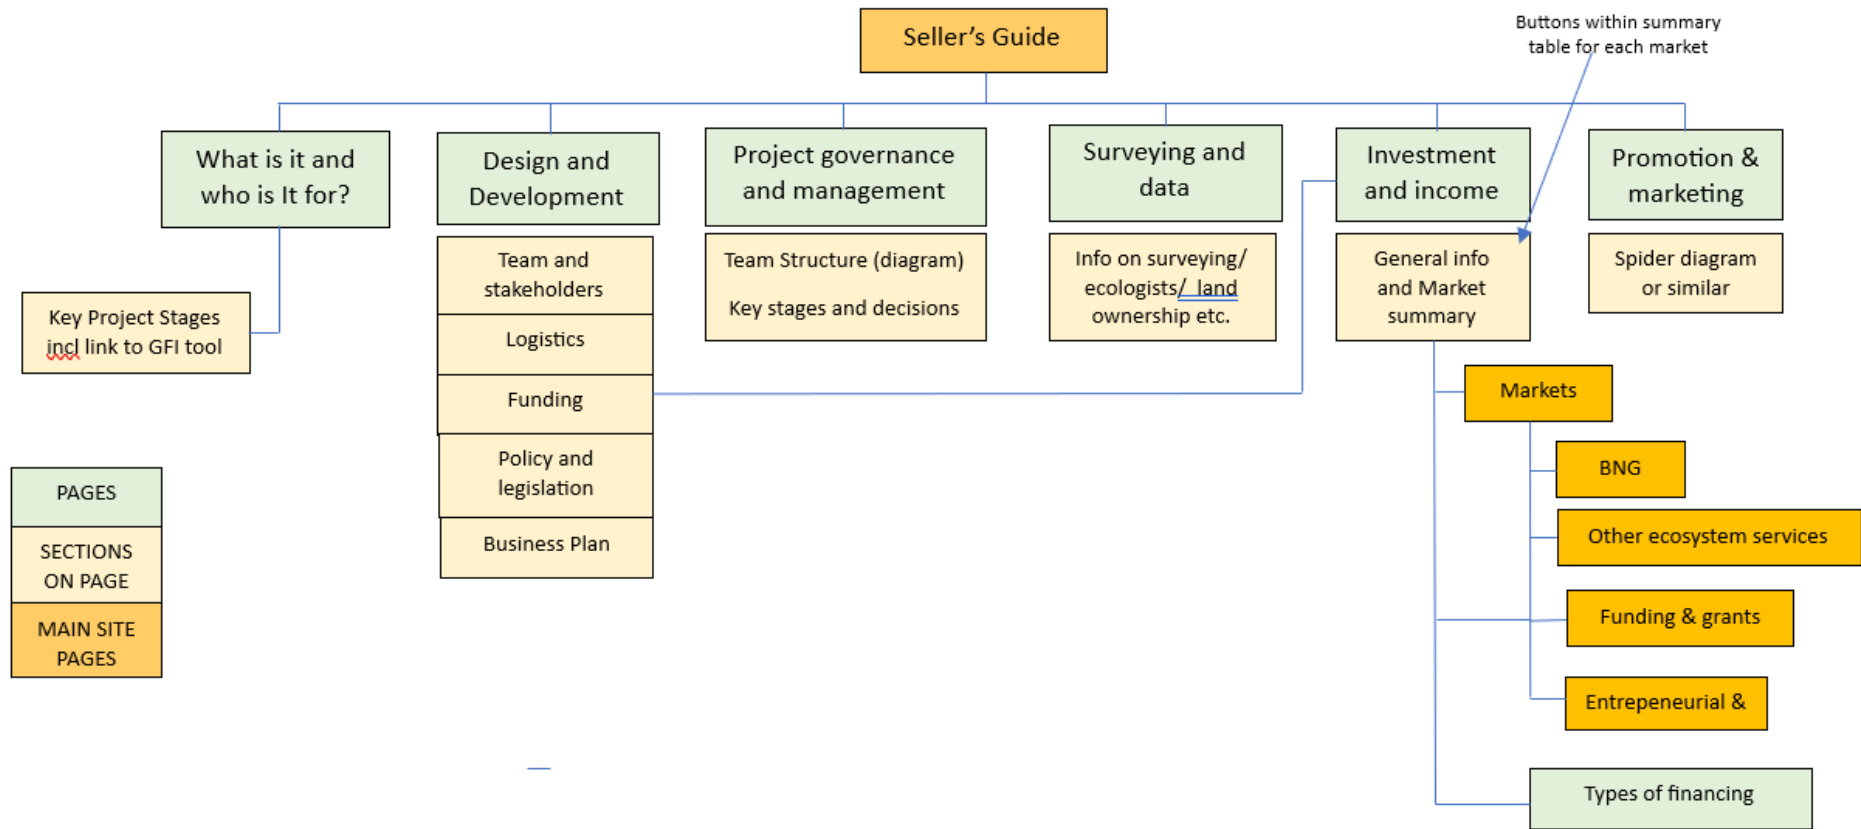 Seller’s Guide
Buttons within summary
table for each market
What is it and
who is It for?
Design and
Development
Project governance
and management
Surveying and
data
Investment
and income
Promotion &
marketing
Key Project Stages
incl link to GFI tool
Team and
stakeholders
Logistics
Funding
Policy and
legislation
Business Plan
Team Structure (diagram)
Key stages and decisions
Info on surveying/
ecologists/ land
ownership etc.
General info
and Market
summary
Spider diagram
or similar
Markets
BNG
Other ecosystem services
Funding & grants
Entrepeneurial &
Types of financing
PAGES
SECTIONS
ON PAGE
MAIN SITE
PAGES